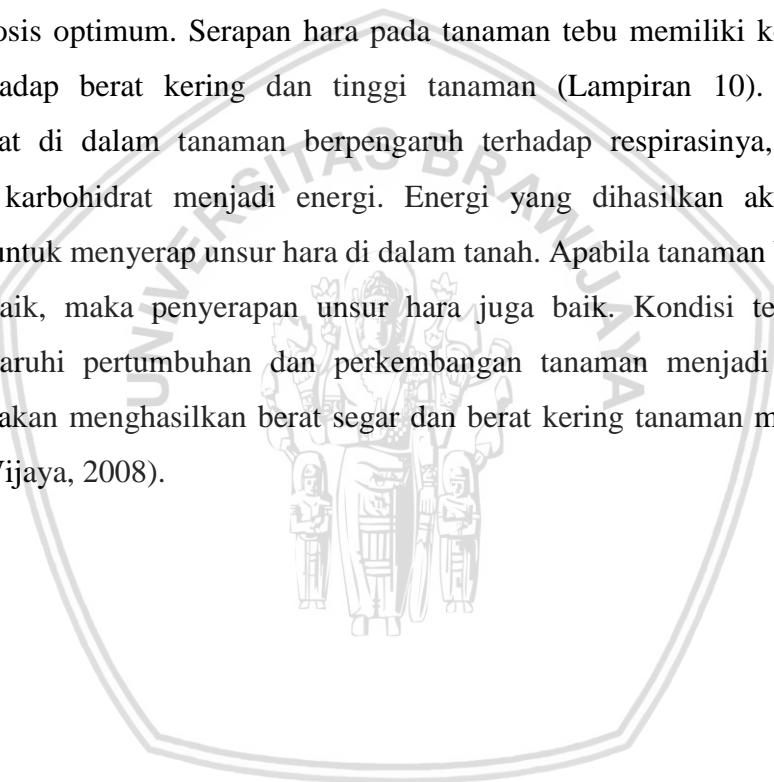 osis optimum. Serapan hara pada tanaman tebu memiliki k
adap berat kering dan tinggi tanaman (Lampiran 10).
at di dalam tanaman berpengaruh terhadap respirasinya,
karbohidrat menjadi energi. Energi yang dihasilkan ak
untuk menyerap unsur hara di dalam tanah. Apabila tanaman
aik, maka penyerapan unsur hara juga baik. Kondisi te
aruhi pertumbuhan dan perkembangan tanaman menjadi
akan menghasilkan berat segar dan berat kering tanaman m
Vijaya, 2008).
UNIVERSITAS BRAWIJAYA